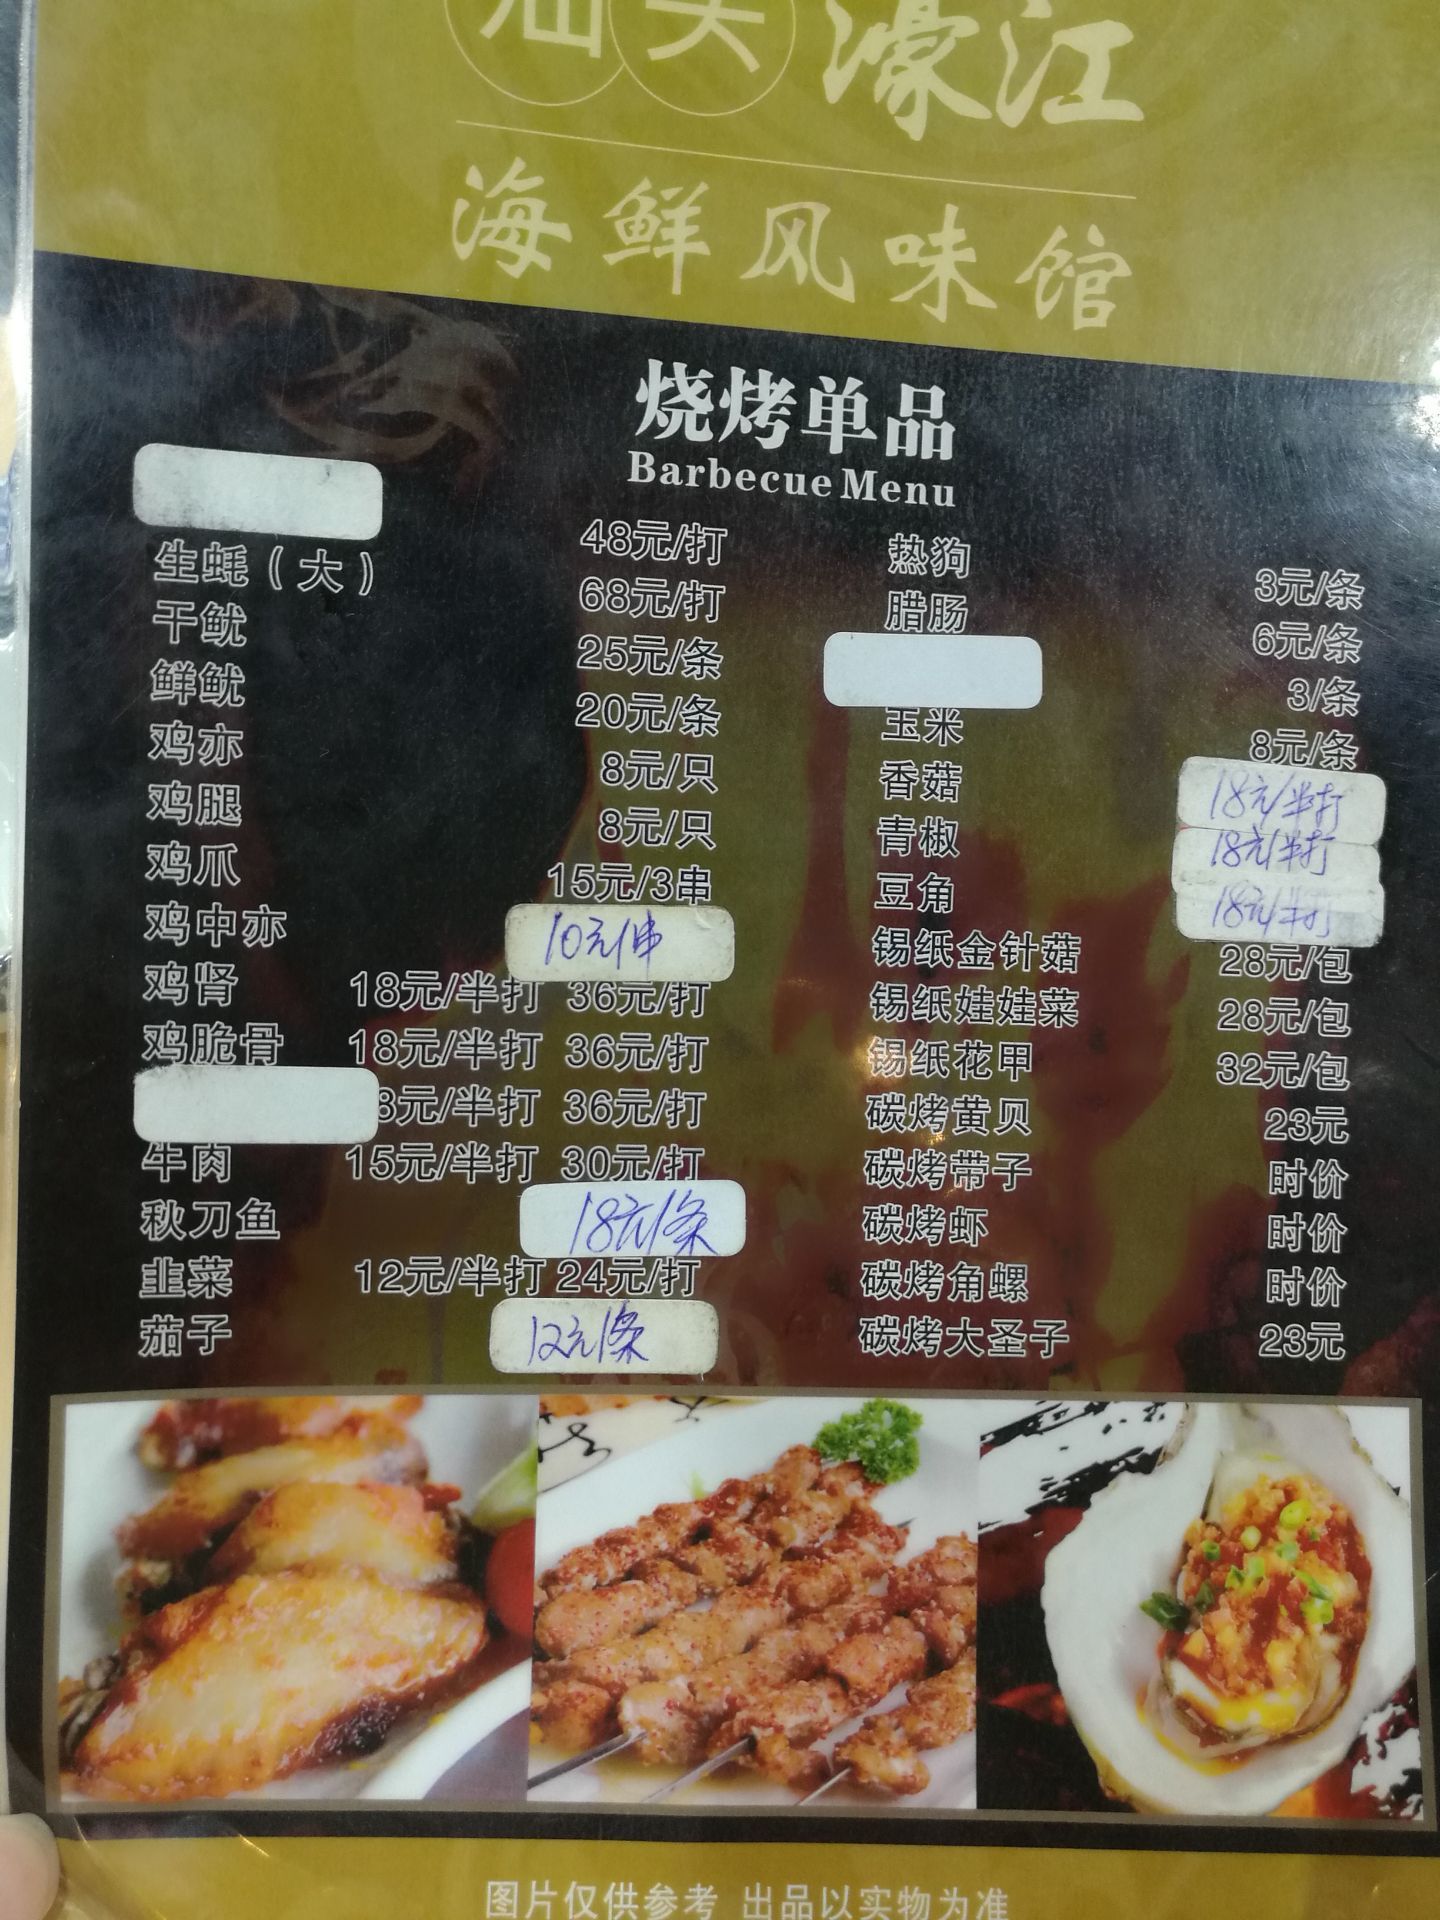 汕头濠江
海鲜风味馆
烧烤单品
Barbecue Menu
48元/打
生蚝（大） 68元/打
干鱿 25元/条
鲜鱿 20元/条
鸡亦 8元/只
鸡腿 8元/只
鸡爪 15元/3串
鸡中亦 10元/串
鸡肾 18元/半打 36元/打
鸡脆骨 18元/半打 36元/打
8元/半打 36元/打
牛肉 15元/半打 30元/打
秋刀鱼 18元/条
韭菜 12元/半打 24元/打
茄子 12元/条
热狗 3元/条
腊肠 6元/条
3/条
玉米 8元/条
香菇 18元/半打
青椒 18元/半打
豆角 18元/半打
锡纸金针菇 28元/包
锡纸娃娃菜 28元/包
锡纸花甲 32元/包
碳烤黄贝 23元
碳烤带子 时价
碳烤虾 时价
碳烤角螺 时价
碳烤大圣子 23元
图片仅供参考 出品以实物为准